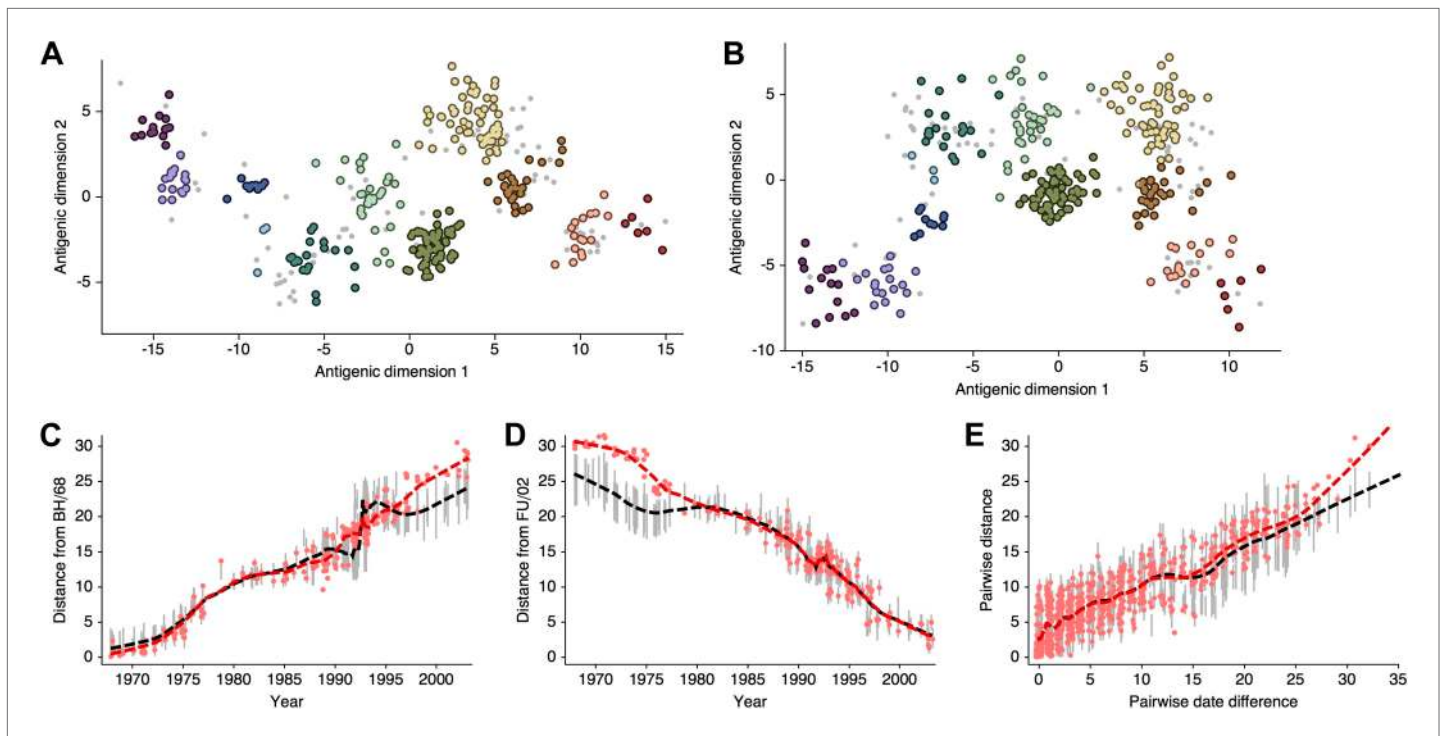 A
B
5
0
-5
Antigenic dimension 2
-15 -10 -5 0 5 10 15
Antigenic dimension 1
5
0
-5
-10
Antigenic dimension 2
-15 -10 -5 0 5 10
Antigenic dimension 1
C
D
E
30
25
20
15
10
5
0
Distance from BH/68
1970 1975 1980 1985 1990 1995 2000
Year
30
25
20
15
10
5
0
Distance from FU/02
1970 1975 1980 1985 1990 1995 2000
Year
30
25
20
15
10
5
0
Pairwise distance
0 5 10 15 20 25 30 35
Pairwise date difference